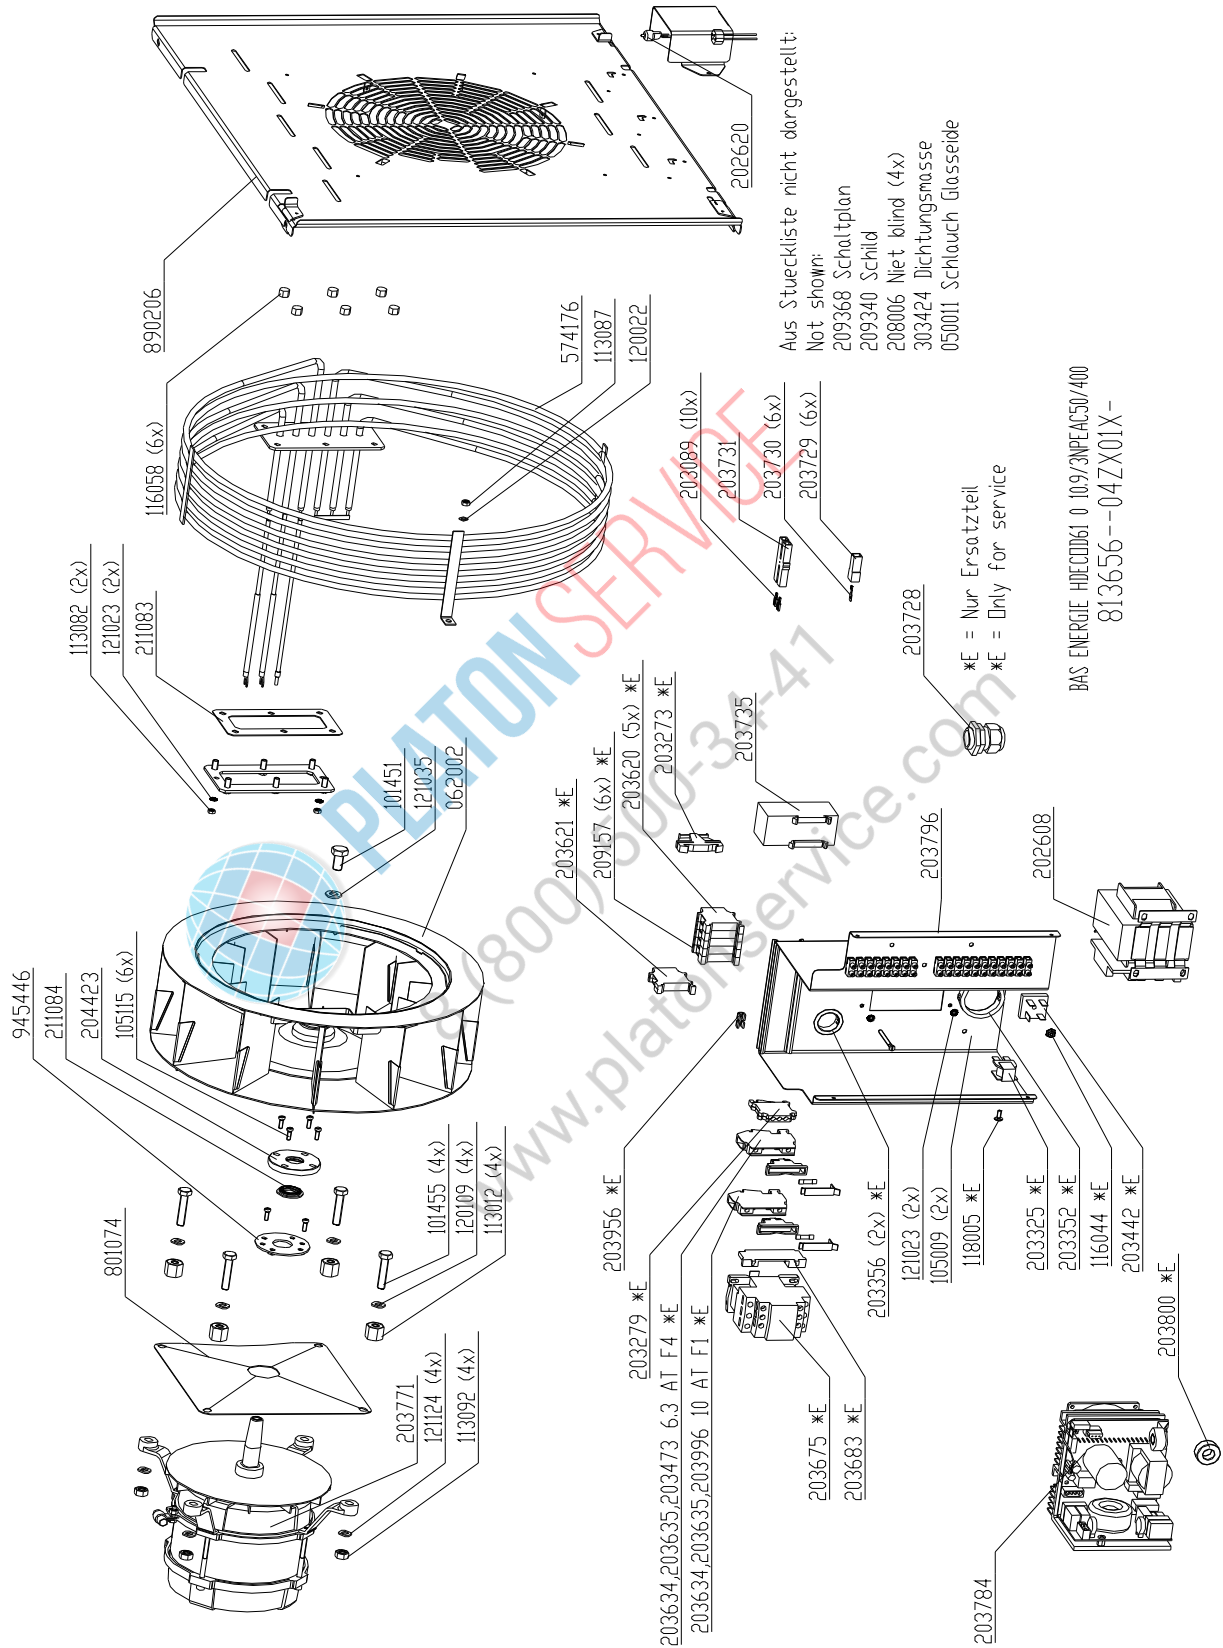 945446
211084
204423
105115 (6x)
801074
113082 (2x)
121023 (2x)
211083
101451
121035
062002
101455 (4x)
120109 (4x)
113012 (4x)
203771
121124 (4x)
113092 (4x)
116058 (6x)
890206
574176
113087
120022
202620
Aus Stueckliste nicht dargestellt:
Not shown:
209368 Schaltplan
209340 Schild
208006 Niet blind (4x)
303424 Dichtungsmasse
050011 Schlauch Glasseide
202089 (10x)
203731
203730 (6x)
203729 (6x)
203621 *E
209157 (6x) *E
203620 (5x) *E
203273 *E
203735
203728
*E = Nur Ersatzteil
*E = Only for service
BAS ENERGIE HDECOD61 O 10.9/3NPEAC50/400
813656--04ZX01X-
203956 *E
203279 *E
203634,203635,203473 6.3 AT F4 *E
203634,203635,203996 10 AT F1 *E
203675 *E
203683 *E
203356 (2x) *E
121023 (2x)
105009 (2x)
118005 *E
203325 *E
203352 *E
116044 *E
203442 *E
203796
202608
203784
203800 *E
PLATONSERVICE
8 (800) 500-34-41
www.platonservice.com